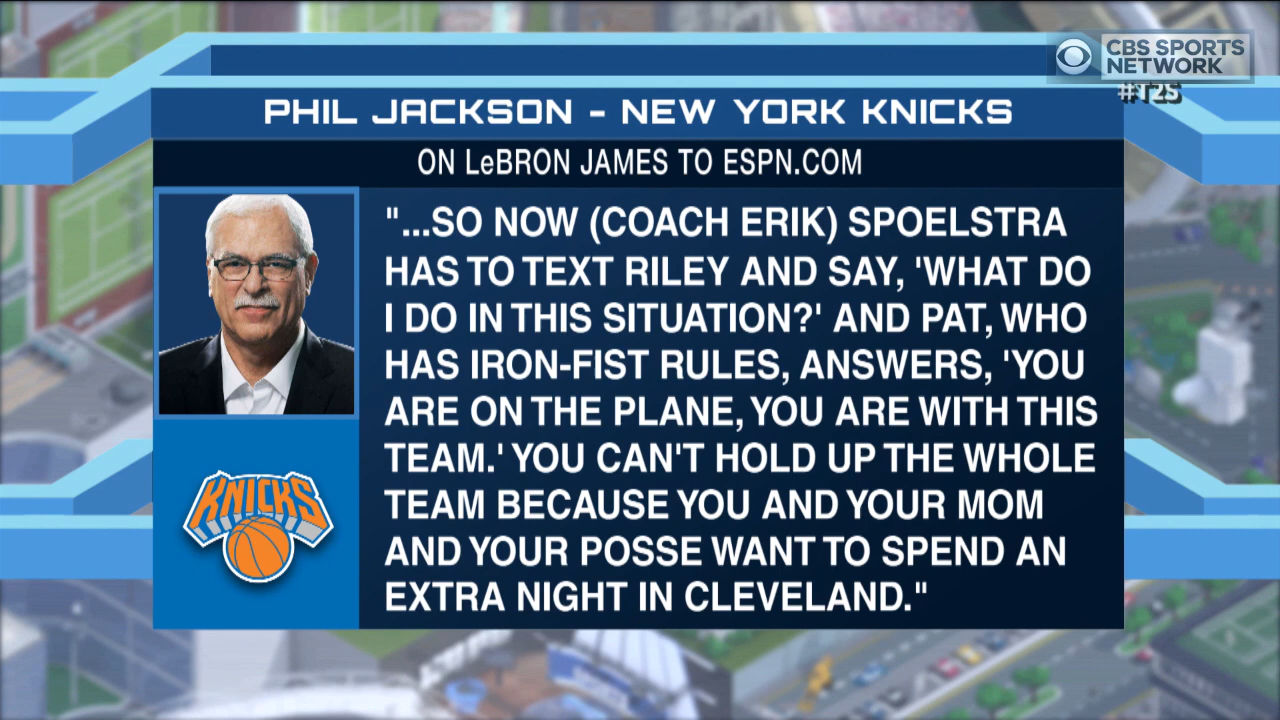 CBS SPORTS
NETWORK
#T25
PHIL JACKSON - NEW YORK KNICKS
ON LeBRON JAMES TO ESPN.COM
"...SO NOW (COACH ERIK) SPOELSTRA
HAS TO TEXT RILEY AND SAY, 'WHAT DO
I DO IN THIS SITUATION?' AND PAT, WHO
HAS IRON-FIST RULES, ANSWERS, 'YOU
ARE ON THE PLANE, YOU ARE WITH THIS
TEAM.' YOU CAN'T HOLD UP THE WHOLE
TEAM BECAUSE YOU AND YOUR MOM
AND YOUR POSSE WANT TO SPEND AN
EXTRA NIGHT IN CLEVELAND."
KNICKS